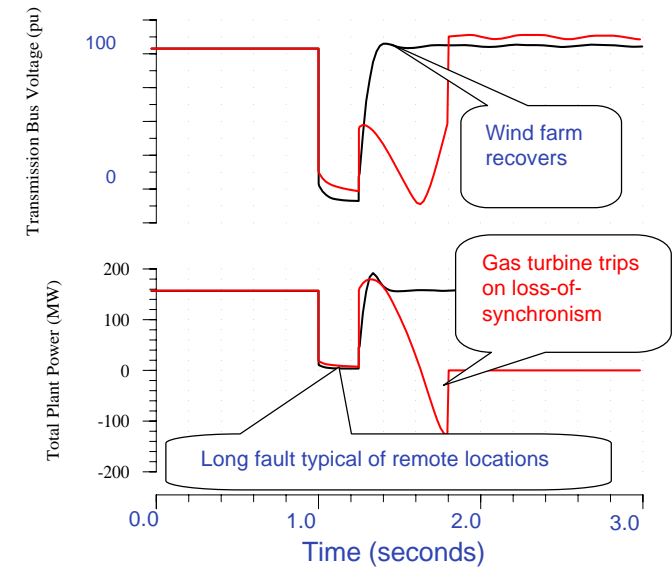 Transmission Bus Voltage (pu)
100
0
Wind farm
recovers
Total Plant Power (MW)
200
100
0
-100
-200
Gas turbine trips
on loss-of-
synchronism
Long fault typical of remote locations
0.0
1.0
2.0
3.0
Time (seconds)